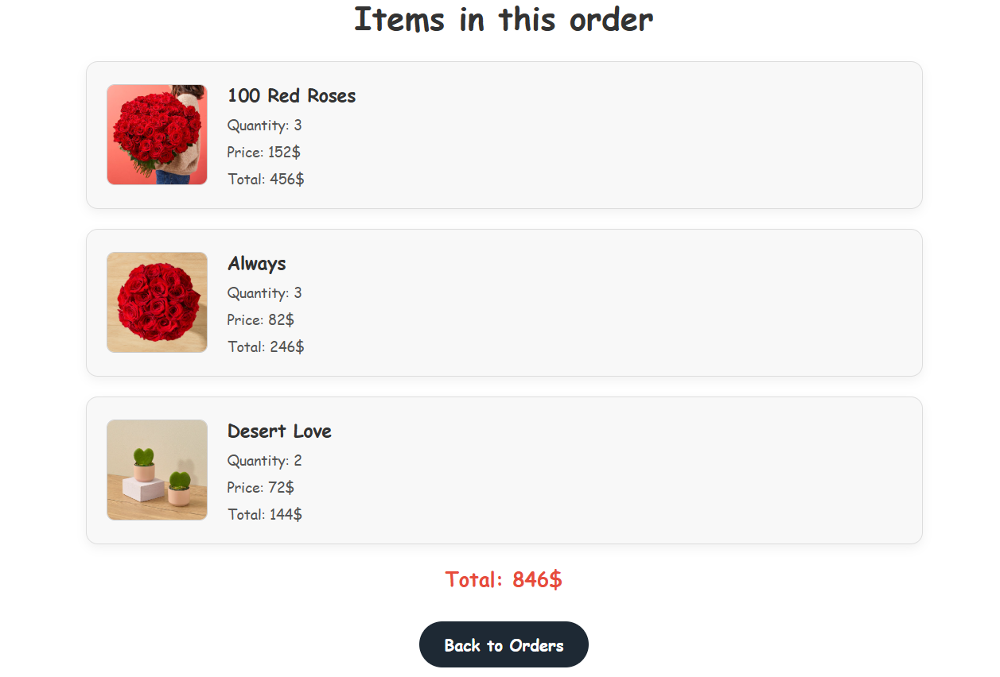 Items in this order
100 Red Roses
Quantity: 3
Price: 152$
Total: 456$
Always
Quantity: 3
Price: 82$
Total: 246$
Desert Love
Quantity: 2
Price: 72$
Total: 144$
Total: 846$
Back to Orders